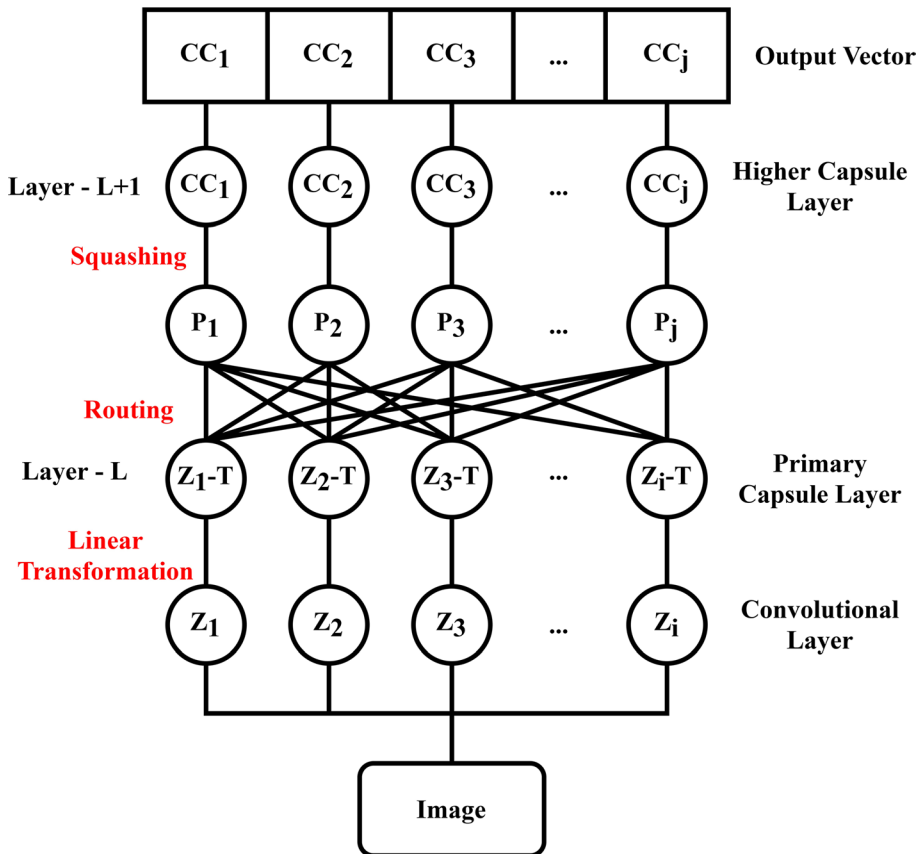 CC1 CC2 CC3 ... CCj Output Vector
Layer - L+1 CC1 CC2 CC3 ... CCj Higher Capsule
Layer
Squashing
P1 P2 P3 ... Pj
Routing
Layer - L Z1-T Z2-T Z3-T ... Zi-T Primary
Capsule Layer
Linear
Transformation
Z1 Z2 Z3 ... Zi Convolutional
Layer
Image